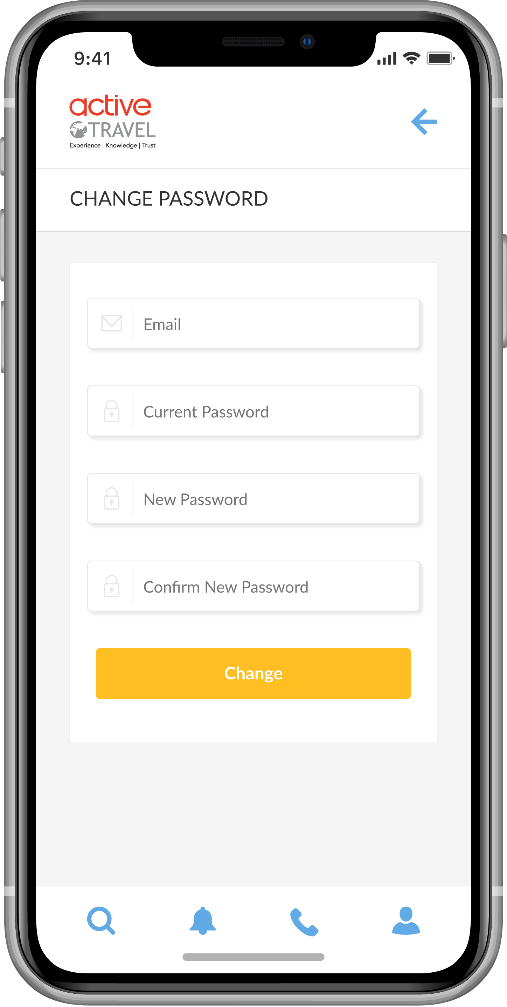 9:41
active
TRAVEL
Experience | Knowledge | Trust
CHANGE PASSWORD
Email
Current Password
New Password
Confirm New Password
Change